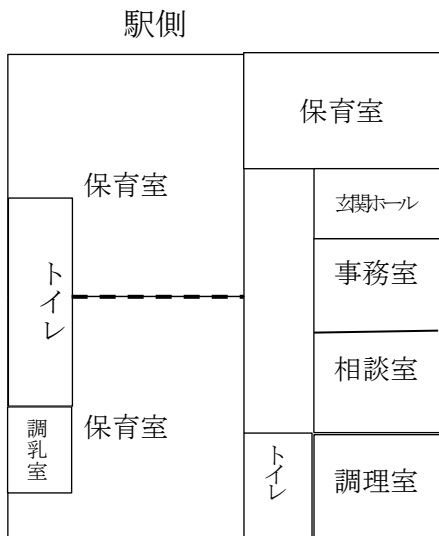 駅側
保育室
保育室
玄関ホール
トイレ
事務室
相談室
調乳室
保育室
トイレ
調理室